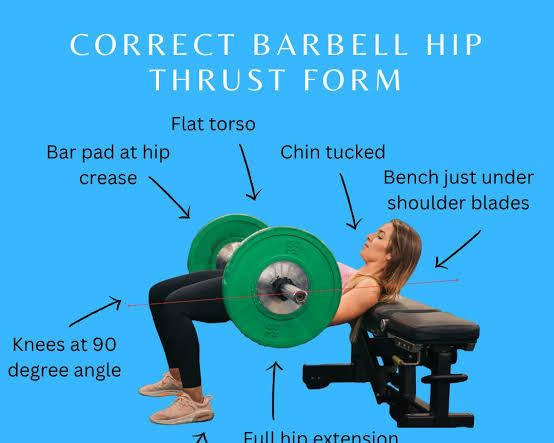 CORRECT BARBELL HIP
THRUST FORM
Flat torso
Bar pad at hip
crease
Chin tucked
Bench just under
shoulder blades
Knees at 90
degree angle
Full hip extension